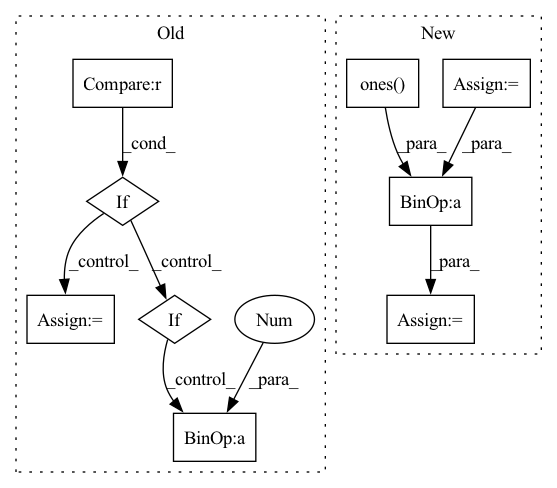 Old
New
Compare:r
ones()
Assign:=
_cond_
_para_
_para_
If
BinOp:a
_control_
_control_
_para_
Assign:=
If
Num
Assign:=
_control_
_para_
BinOp:a